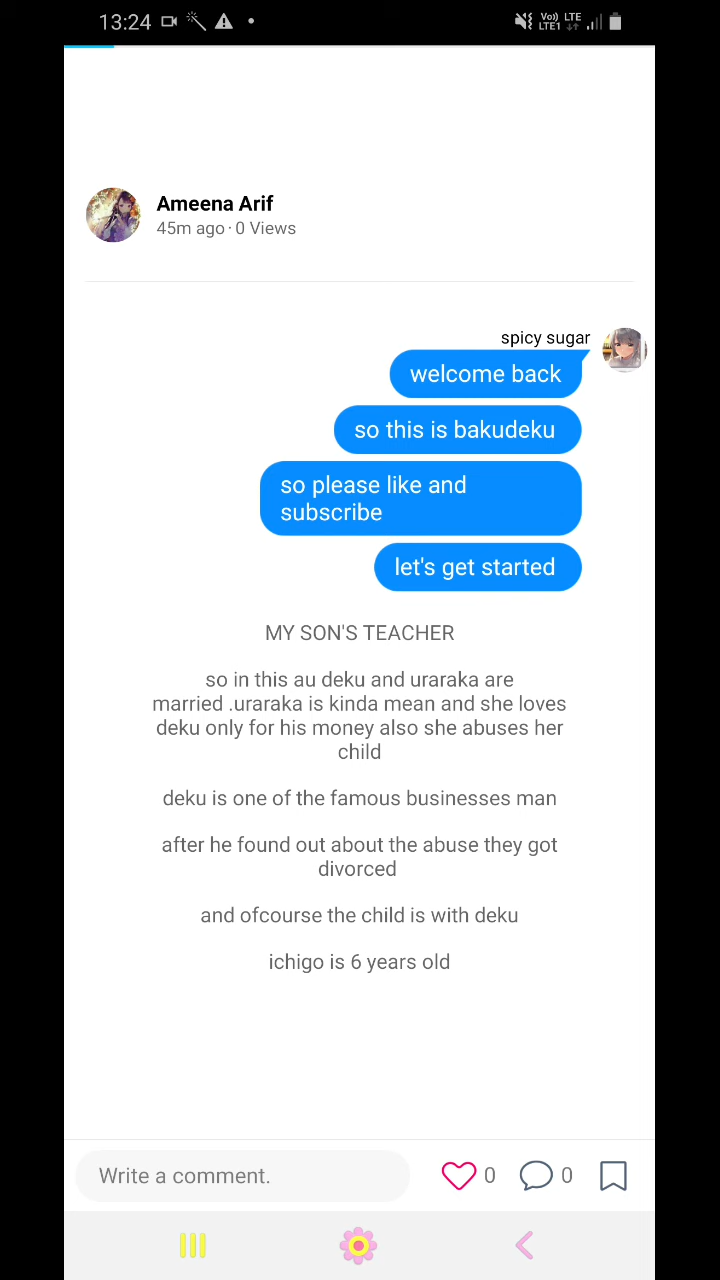 13:24
Vo)) LTE
LTE1
Ameena Arif
45m ago · 0 Views
spicy sugar
welcome back
so this is bakudeku
so please like and
subscribe
let's get started
MY SON'S TEACHER
so in this au deku and uraraka are
married .uraraka is kinda mean and she loves
deku only for his money also she abuses her
child
deku is one of the famous businesses man
after he found out about the abuse they got
divorced
and ofcourse the child is with deku
ichigo is 6 years old
Write a comment.
0
0